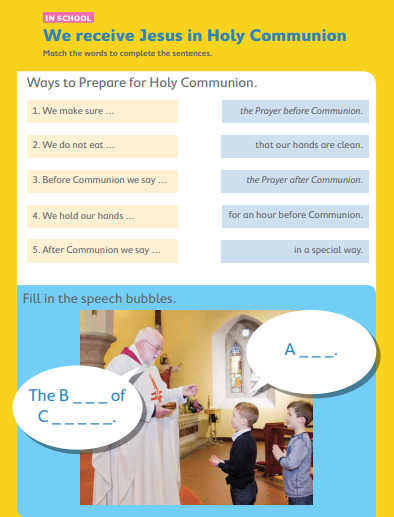 IN SCHOOL
We receive Jesus in Holy Communion
Match the words to complete the sentences.
Ways to Prepare for Holy Communion.
1. We make sure ...
the Prayer before Communion.
2. We do not eat ...
that our hands are clean.
3. Before Communion we say ...
the Prayer after Communion.
4. We hold our hands ...
for an hour before Communion.
5. After Communion we say ...
in a special way.
Fill in the speech bubbles.
A _ _ _.
The B _ _ _ of
C _ _ _ _ _.